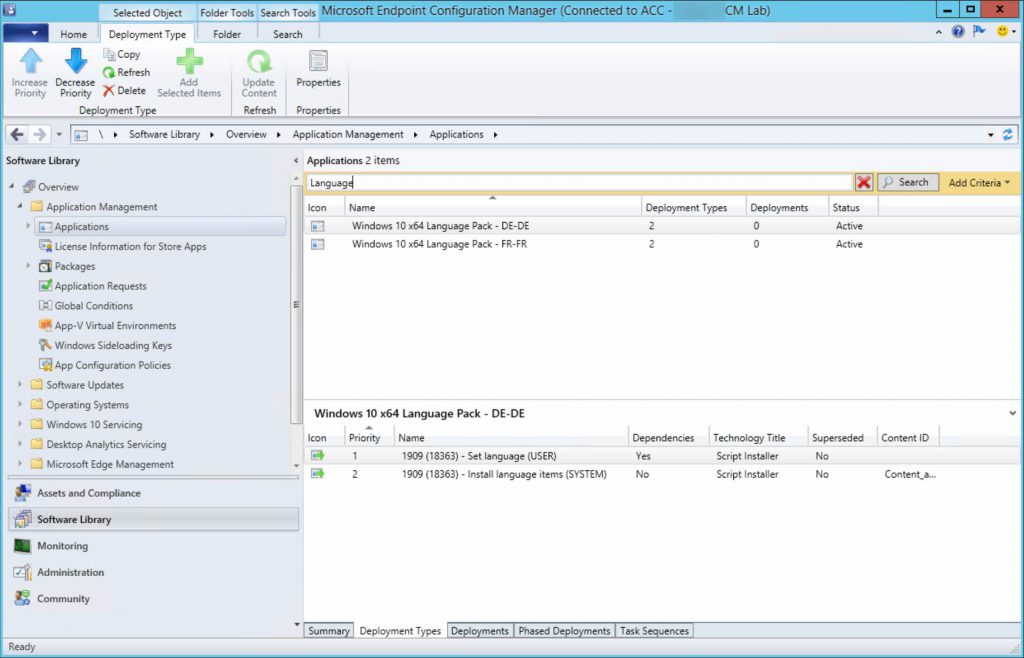 Selected Object Folder Tools Search Tools Microsoft Endpoint Configuration Manager (Connected to ACC - CM Lab)
Home Deployment Type Folder Search
Increase Priority
Decrease Priority
Copy
Refresh
Delete
Add Selected Items
Update Content
Properties
Deployment Type Refresh Properties
\ Software Library Overview Application Management Applications
Software Library
Overview
Application Management
Applications
License Information for Store Apps
Packages
Application Requests
Global Conditions
App-V Virtual Environments
Windows Sideloading Keys
App Configuration Policies
Software Updates
Operating Systems
Windows 10 Servicing
Desktop Analytics Servicing
Microsoft Edge Management
Assets and Compliance
Software Library
Monitoring
Administration
Community
Applications 2 items
Language Search Add Criteria
Icon Name Deployment Types Deployments Status
Windows 10 x64 Language Pack - DE-DE 2 0 Active
Windows 10 x64 Language Pack - FR-FR 2 0 Active
Windows 10 x64 Language Pack - DE-DE
Icon Priority Name Dependencies Technology Title Superseded Content ID
1 1909 (18363) - Set language (USER) Yes Script Installer No
2 1909 (18363) - Install language items (SYSTEM) No Script Installer No Content_a...
Summary Deployment Types Deployments Phased Deployments Task Sequences
Ready